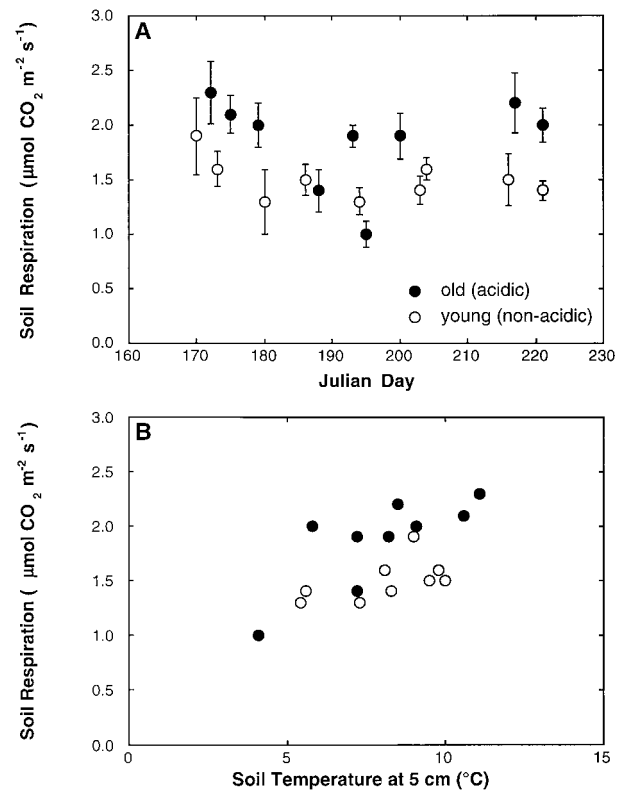 A
Soil Respiration (µmol CO2 m-2 s-1)
3.0
2.5
2.0
1.5
1.0
0.5
0.0
old (acidic)
young (non-acidic)
160 170 180 190 200 210 220 230
Julian Day
B
Soil Respiration ( µmol CO2 m-2 s-1)
3.0
2.5
2.0
1.5
1.0
0.5
0.0
0 5 10 15
Soil Temperature at 5 cm (°C)